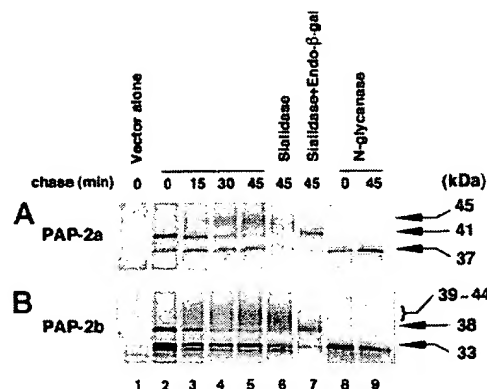 Vector alone
Sialidase
Sialidase+Endo-β-gal
N-glycanase
chase (min) 0 0 15 30 45 45 45 0 45 (kDa)
A
PAP-2a
45
41
37
B
PAP-2b
39~44
38
33
1 2 3 4 5 6 7 8 9